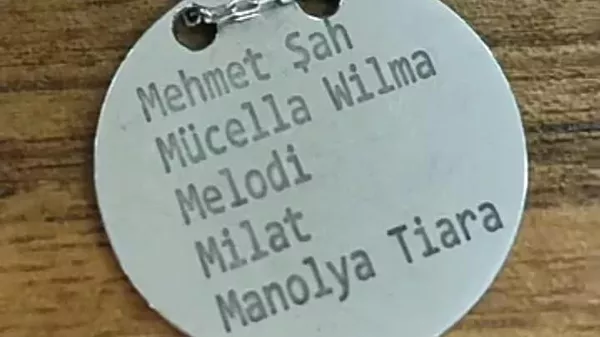 Mehmet Şah
Mücella Wilma
Melodi
Milat
Manolya Tiara